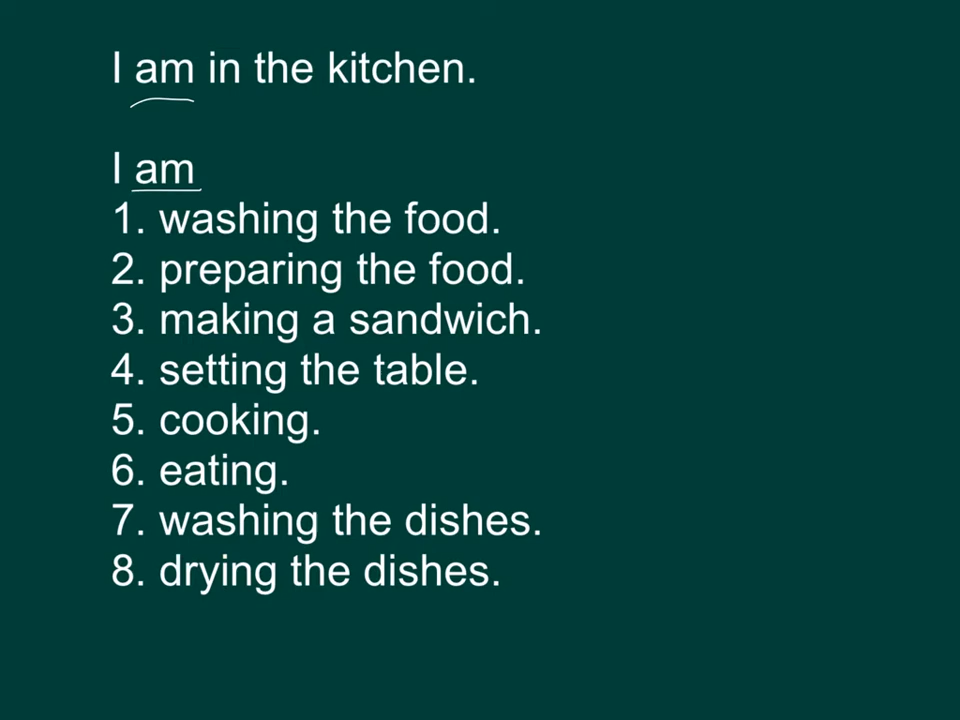 I am in the kitchen.
I am
1. washing the food.
2. preparing the food.
3. making a sandwich.
4. setting the table.
5. cooking.
6. eating.
7. washing the dishes.
8. drying the dishes.